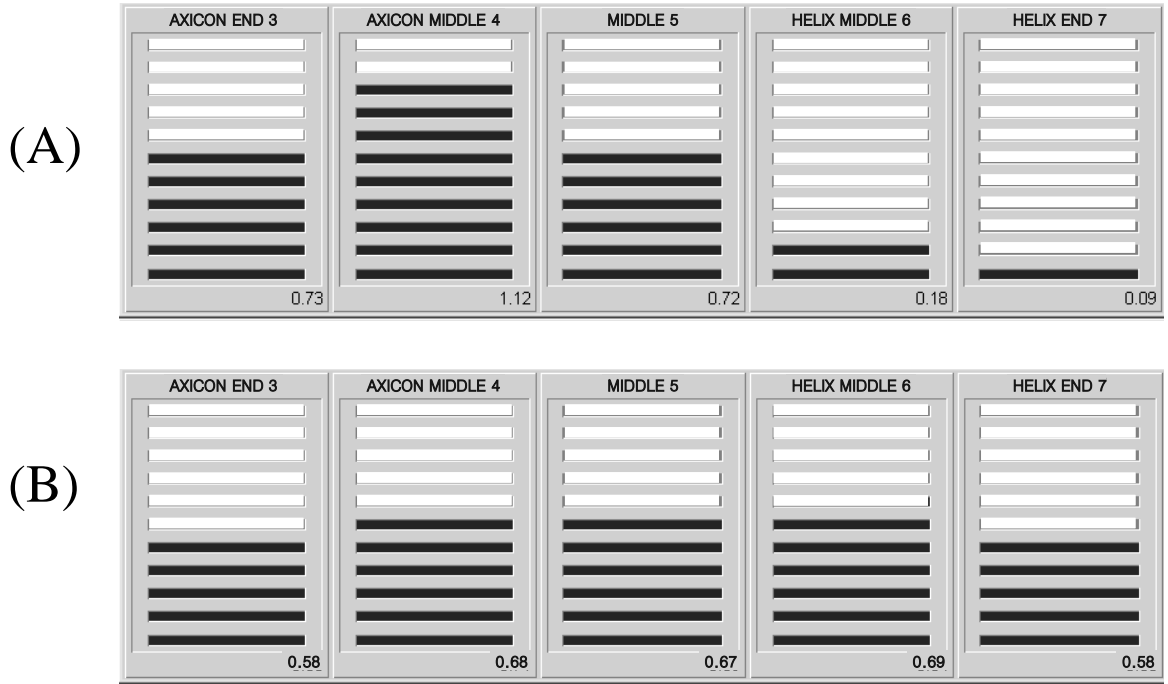 AXICON END 3 AXICON MIDDLE 4 MIDDLE 5 HELIX MIDDLE 6 HELIX END 7
(A)
0.73 1.12 0.72 0.18 0.09
AXICON END 3 AXICON MIDDLE 4 MIDDLE 5 HELIX MIDDLE 6 HELIX END 7
(B)
0.58 0.68 0.67 0.69 0.58